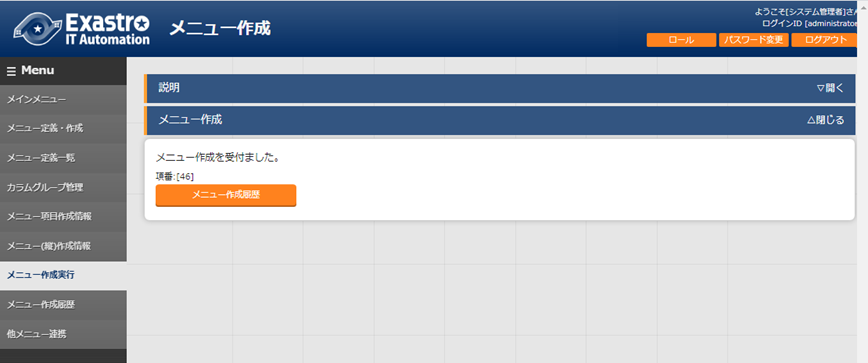 Exastro
IT Automation
メニュー作成
ようこそ[システム管理者]さん
ログインID [administrator
ロール
パスワード変更
ログアウト
Menu
メインメニュー
メニュー定義・作成
メニュー定義一覧
カラムグループ管理
メニュー項目作成情報
メニュー(縦)作成情報
メニュー作成実行
メニュー作成履歴
他メニュー連携
説明
▽開く
メニュー作成
△閉じる
メニュー作成を受付ました。
項番:[46]
メニュー作成履歴